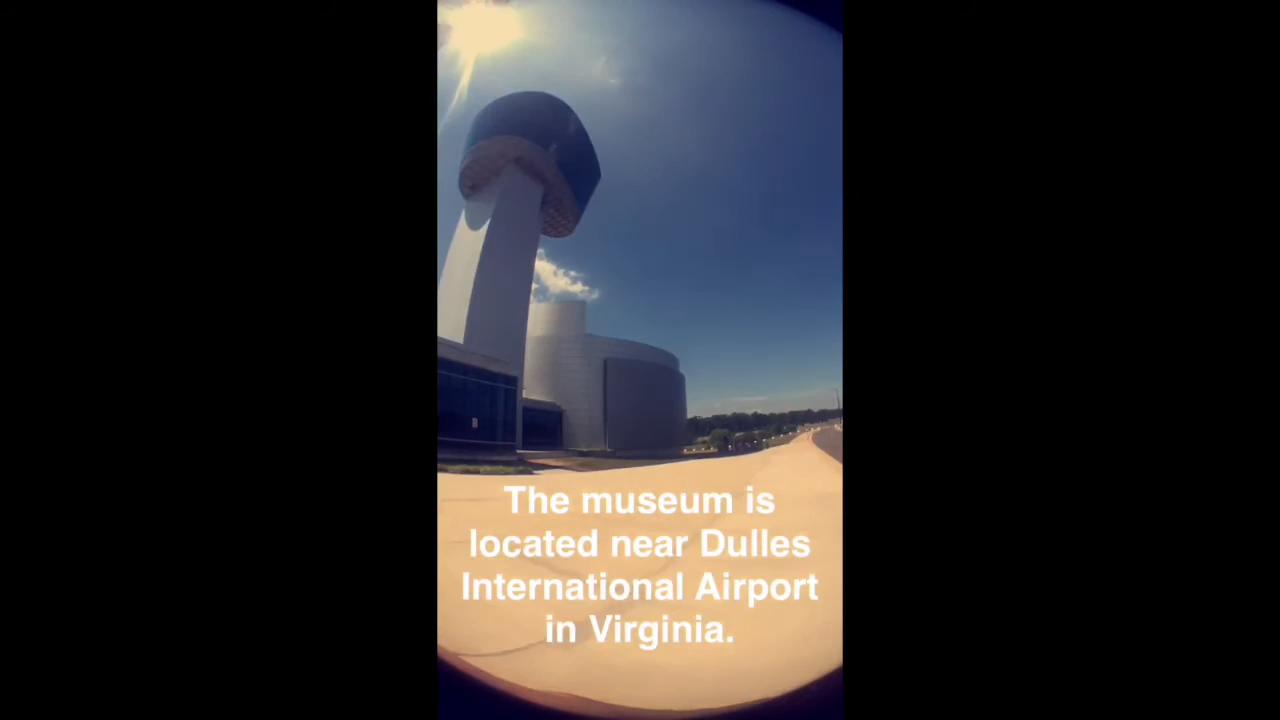 The museum is
located near Dulles
International Airport
in Virginia.